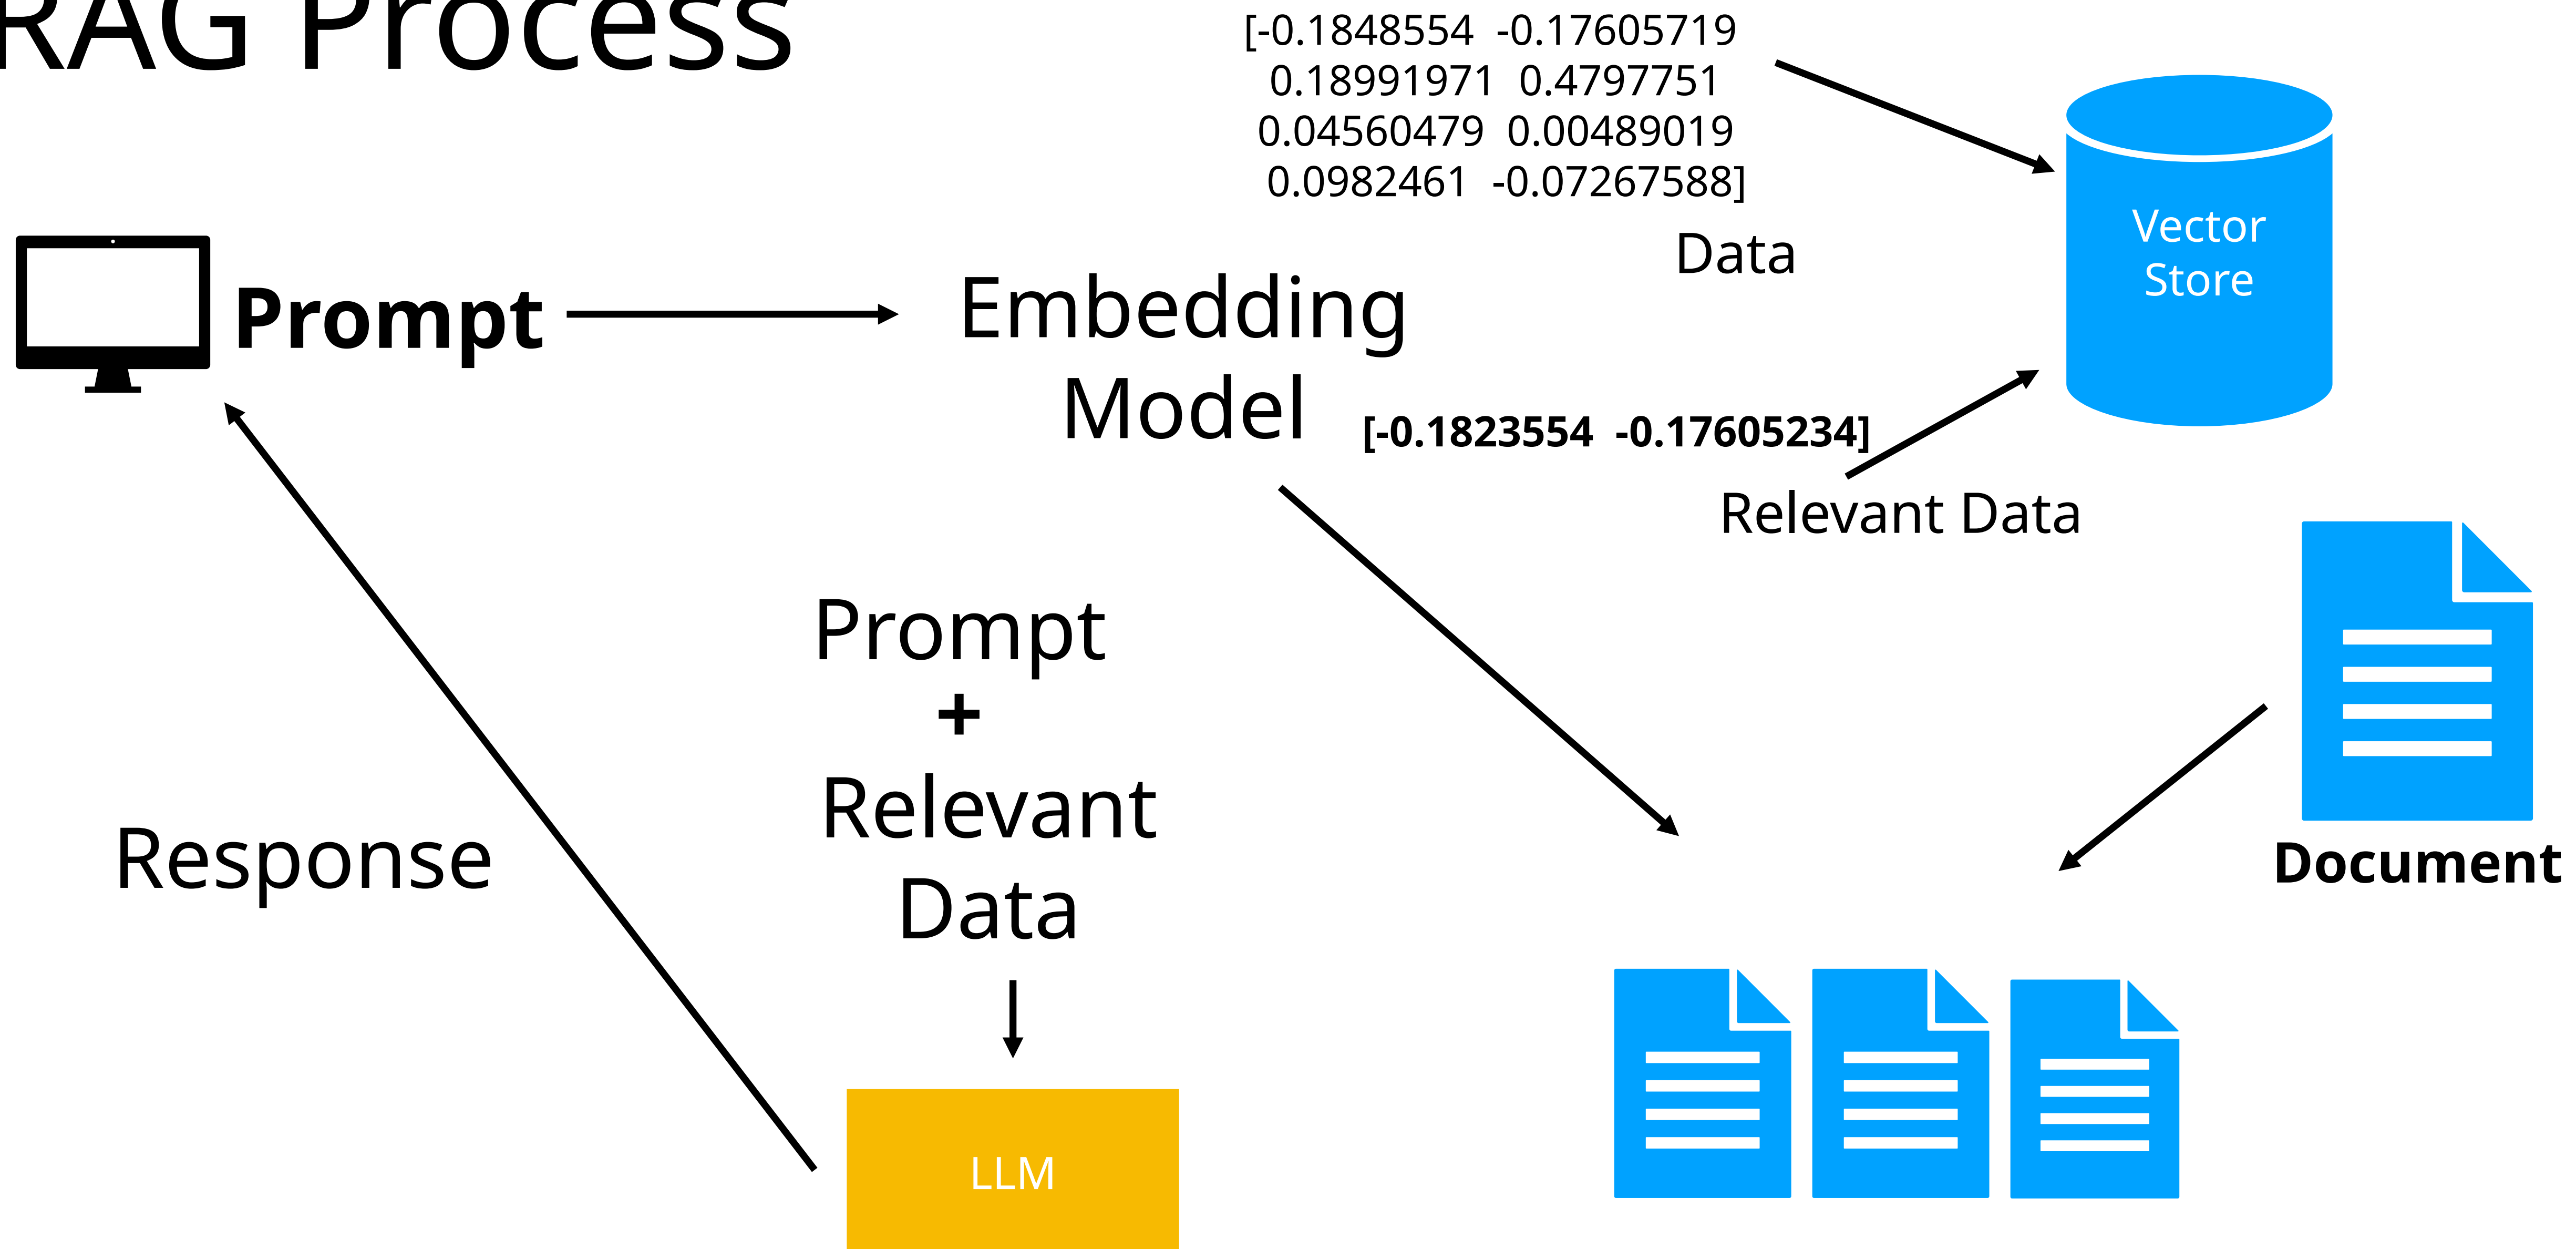 RAG Process
[-0.1848554 -0.17605719
0.18991971 0.4797751
0.04560479 0.00489019
0.0982461 -0.07267588]
Data
Vector
Store
Prompt
Embedding
Model
[-0.1823554 -0.17605234]
Relevant Data
Prompt
+
Relevant
Data
Response
Document
LLM